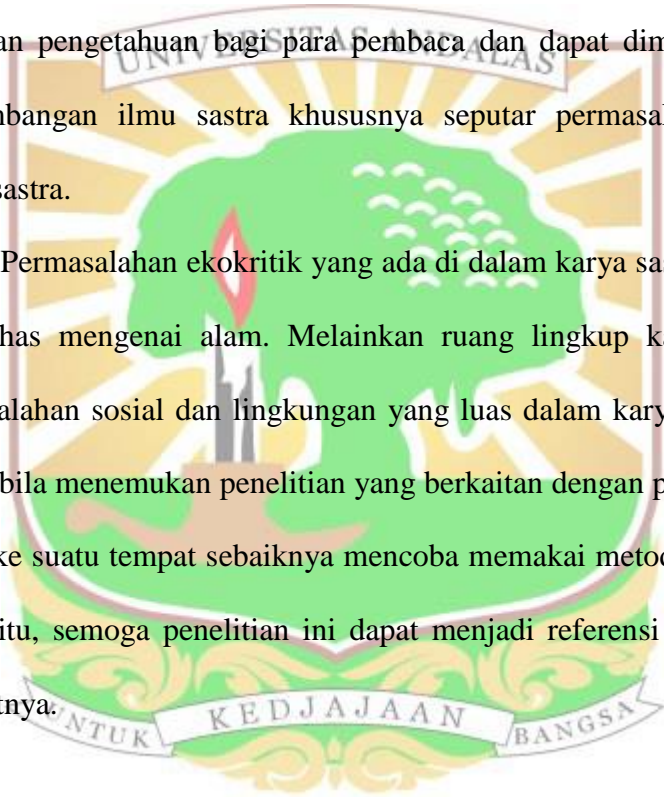 an pengetahuan bagi para pembaca dan dapat dim
UNIVERSITAS ANDALAS
mbangan ilmu sastra khususnya seputar permasal
sastra.
Permasalahan ekokritik yang ada di dalam karya sas
has mengenai alam. Melainkan ruang lingkup ka
alahan sosial dan lingkungan yang luas dalam kary
bila menemukan penelitian yang berkaitan dengan p
ke suatu tempat sebaiknya mencoba memakai metod
itu, semoga penelitian ini dapat menjadi referensi
tnya.
UNTUK KEDJAJAAN BANGSA